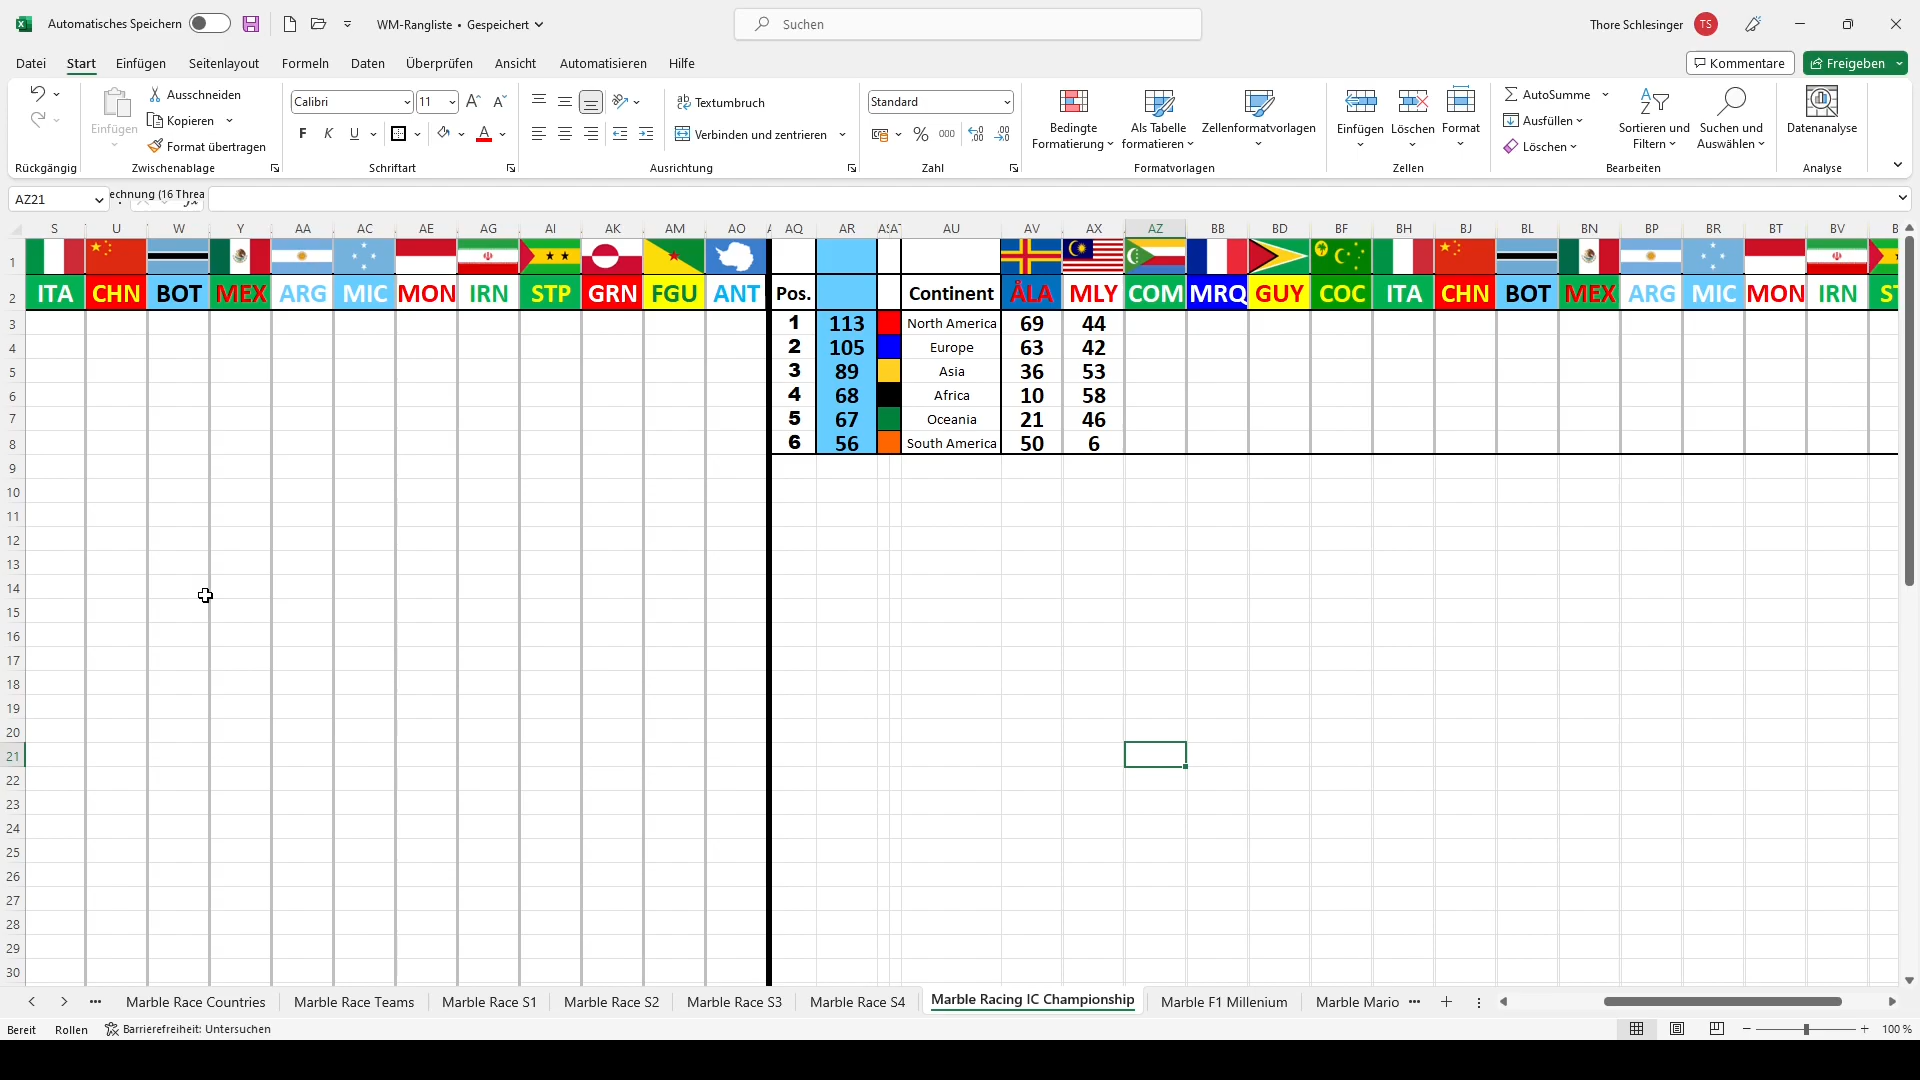 Automatisches Speichern
WM-Rangliste • Gespeichert
Suchen
Thore Schlesinger
TS
Datei Start Einfügen Seitenlayout Formeln Daten Überprüfen Ansicht Automatisieren Hilfe
Kommentare
Freigeben
Einfügen
Ausschneiden
Kopieren
Format übertragen
Calibri 11
F K U
Textumbruch
Verbinden und zentrieren
Standard
Bedingte Formatierung
Als Tabelle formatieren
Zellenformatvorlagen
Einfügen Löschen Format
AutoSumme
Ausfüllen
Löschen
Sortieren und Filtern
Suchen und Auswählen
Datenanalyse
Rückgängig Zwischenablage Schriftart Ausrichtung Zahl Formatvorlagen Zellen Bearbeiten Analyse
AZ21
echnung (16 Threa
S U W Y AA AC AE AG AI AK AM AO AQ AR AU AV AX AZ BB BD BF BH BJ BL BN BP BR BT BV
1
2 ITA CHN BOT MEX ARG MIC MON IRN STP GRN FGU ANT Pos. Continent ÅLA MLY COM MRQ GUY COC ITA CHN BOT MEX ARG MIC MON IRN
3 1 113 North America 69 44
4 2 105 Europe 63 42
5 3 89 Asia 36 53
6 4 68 Africa 10 58
7 5 67 Oceania 21 46
8 6 56 South America 50 6
9
10
11
12
13
14
15
16
17
18
19
20
21
22
23
24
25
26
27
28
29
30
Marble Race Countries Marble Race Teams Marble Race S1 Marble Race S2 Marble Race S3 Marble Race S4 Marble Racing IC Championship Marble F1 Millenium Marble Mario
Bereit Rollen Barrierefreiheit: Untersuchen
100 %